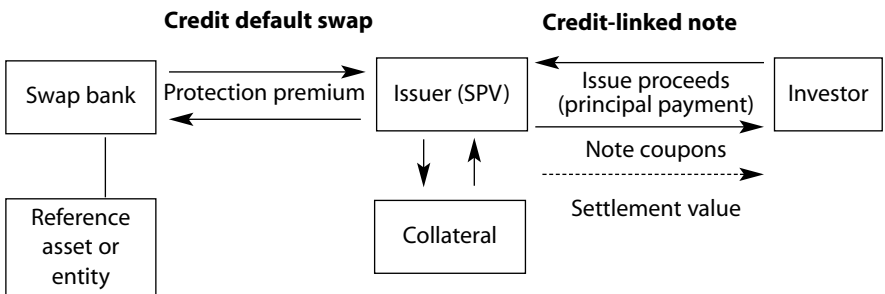 Credit default swap
Credit-linked note
Swap bank
Protection premium
Issuer (SPV)
Issue proceeds
(principal payment)
Investor
Note coupons
Settlement value
Reference
asset or
entity
Collateral